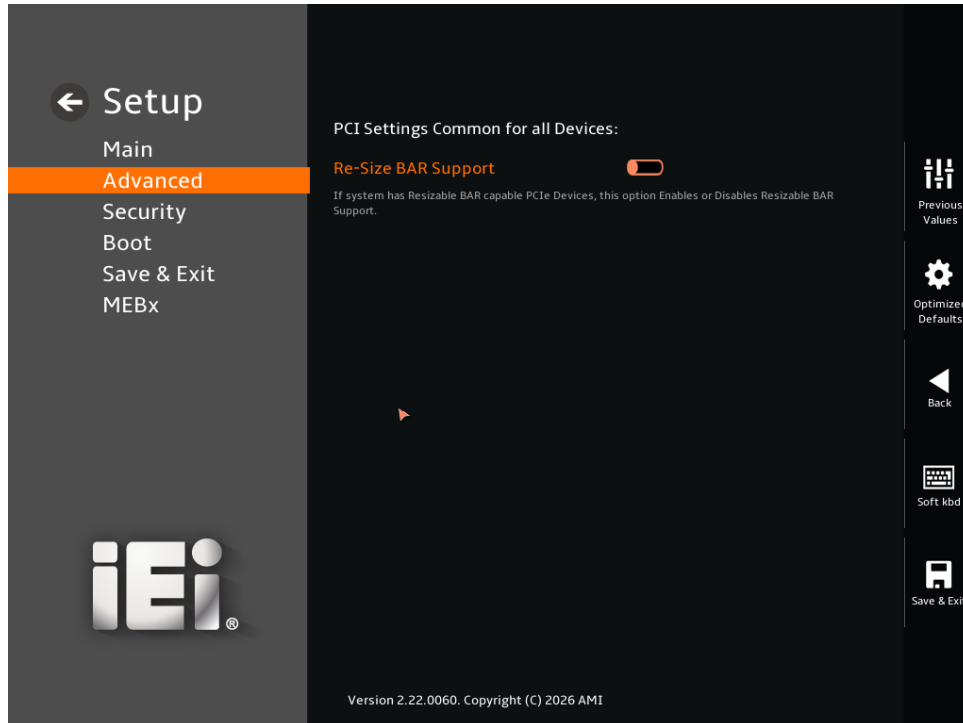 Setup
Main
Advanced
Security
Boot
Save & Exit
MEBx
iEi
®
PCI Settings Common for all Devices:
Re-Size BAR Support
If system has Resizable BAR capable PCIe Devices, this option Enables or Disables Resizable BAR
Support.
Previous
Values
Optimized
Defaults
Back
Soft kbd
Save & Exit
Version 2.22.0060. Copyright (C) 2026 AMI